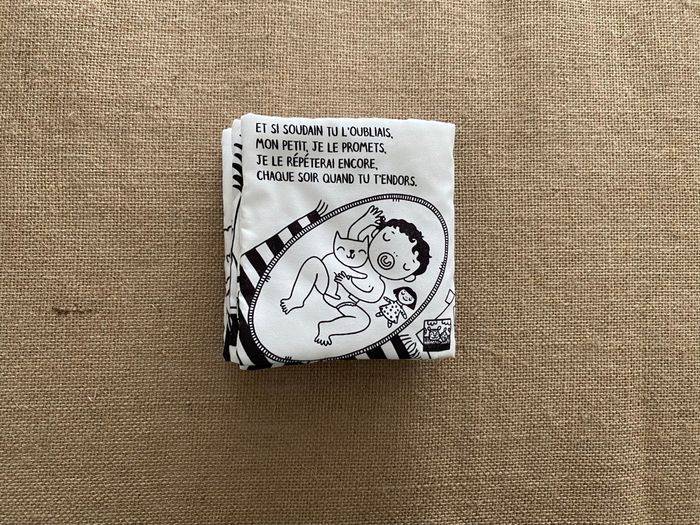 ET SI SOUDAIN TU L'OUBLIAIS,
MON PETIT, JE LE PROMETS,
JE LE RÉPÉTERAI ENCORE,
CHAQUE SOIR QUAND TU T'ENDORS.